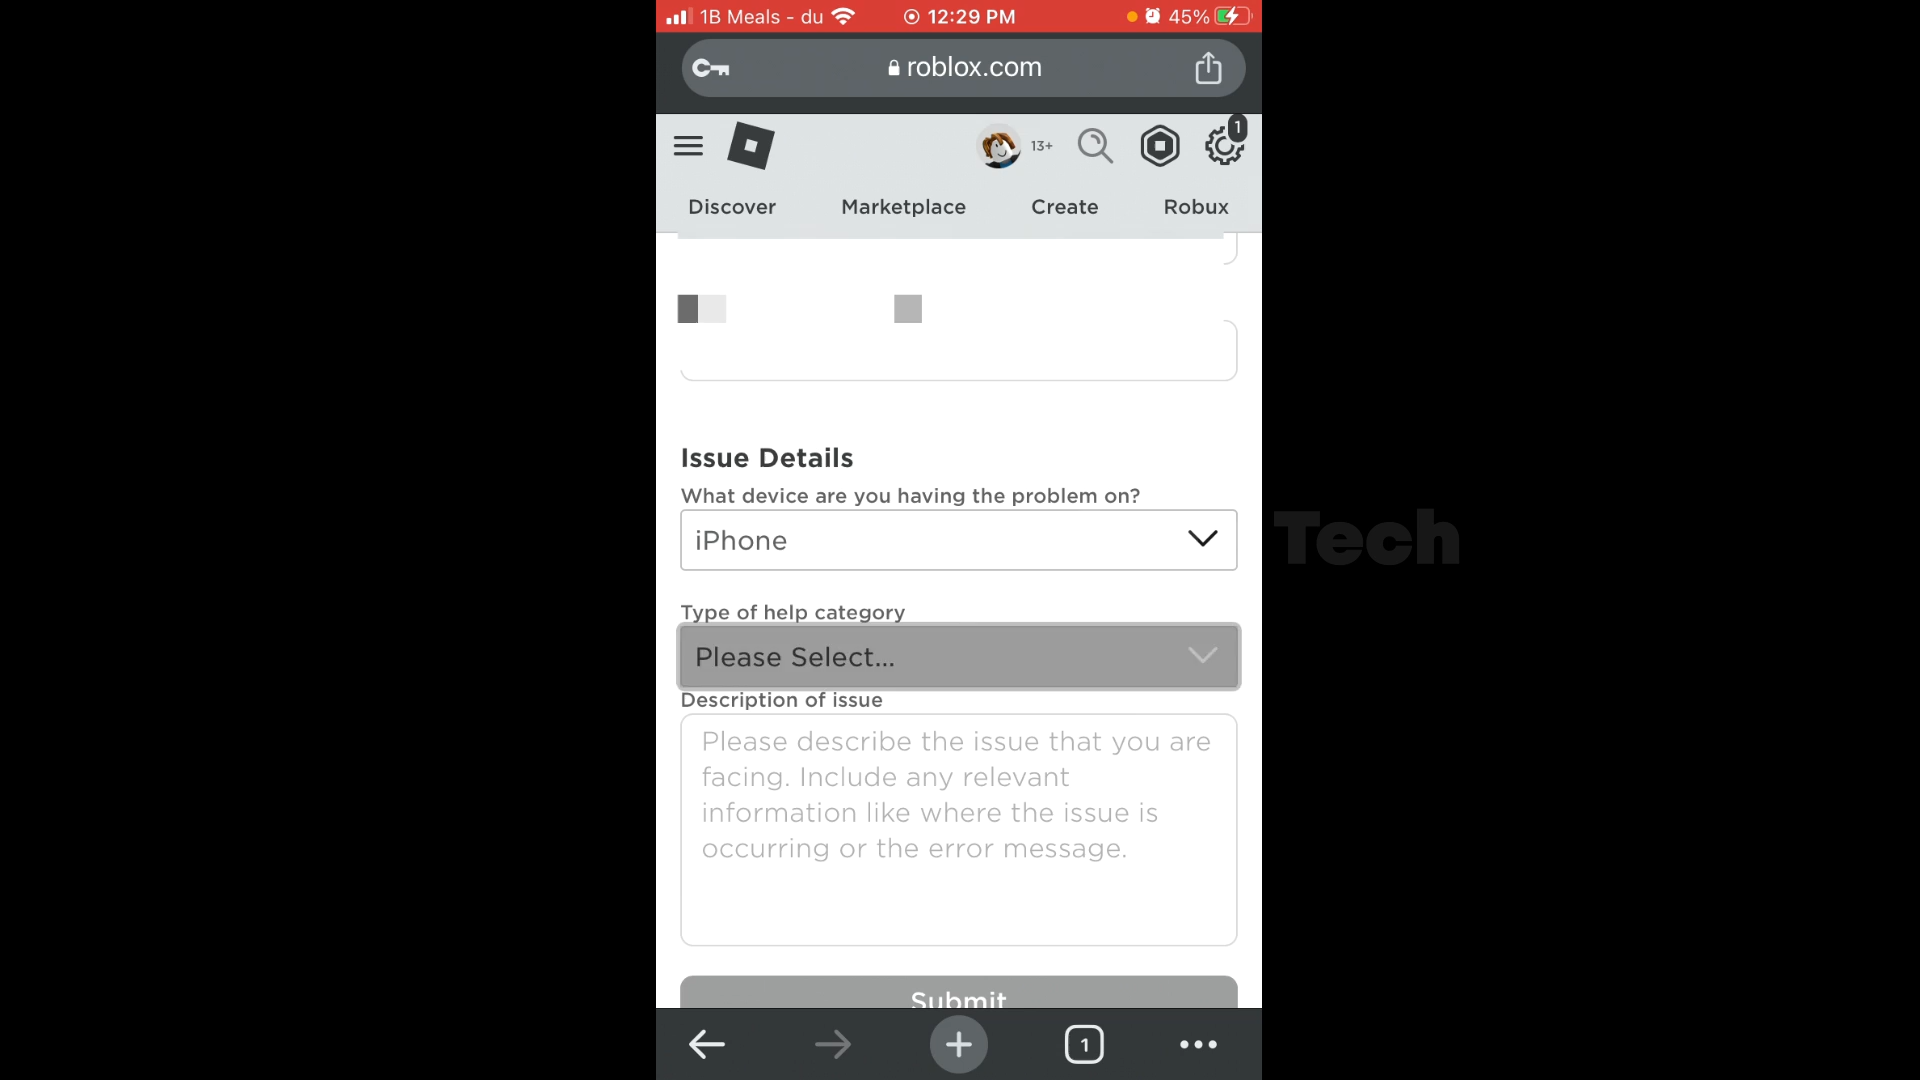 1B Meals - du 12:29 PM 45%
roblox.com
13+ 1
Discover Marketplace Create Robux
Issue Details
What device are you having the problem on?
iPhone
Tech
Type of help category
Please Select...
Description of issue
Please describe the issue that you are
facing. Include any relevant
information like where the issue is
occurring or the error message.
Submit
1